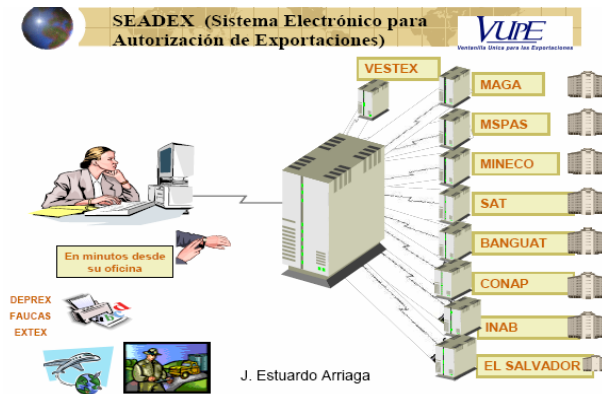 SEADEX (Sistema Electrónico para
Autorización de Exportaciones)
VUPE
Ventanilla Unica para las Exportaciones
VESTEX
MAGA
MSPAS
MINECO
SAT
BANGUAT
CONAP
INAB
EL SALVADOR
En minutos desde
su oficina
DEPREX
FAUCAS
EXTEX
J. Estuardo Arriaga